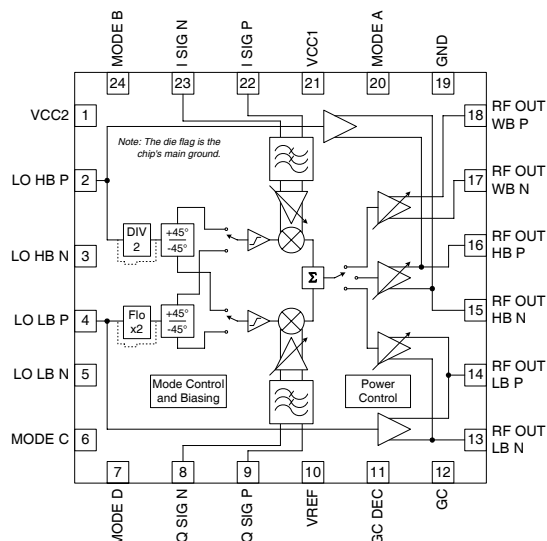 MODE B
I SIG N
I SIG P
VCC1
MODE A
GND
24
23
22
21
20
19
VCC2
1
Note: The die flag is the
chip's main ground.
18
RF OUT
WB P
LO HB P
2
17
RF OUT
WB N
LO HB N
3
DIV
2
+45°
-45°
16
RF OUT
HB P
Σ
15
RF OUT
HB N
LO LB P
4
Flo
x2
+45°
-45°
LO LB N
5
Mode Control
and Biasing
Power
Control
14
RF OUT
LB P
MODE C
6
13
RF OUT
LB N
7
8
9
10
11
12
MODE D
Q SIG N
Q SIG P
VREF
GC DEC
GC